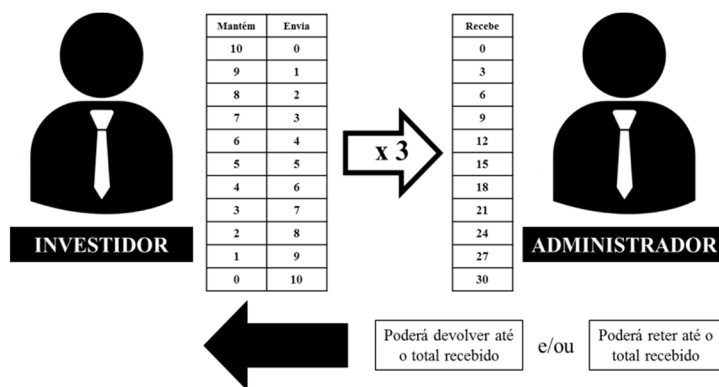 Mantém Envia Recebe
10 0 0
9 1 3
8 2 6
7 3 9
6 4 12
x 3
5 5 15
4 6 18
3 7 21
INVESTIDOR
2 8 24
ADMINISTRADOR
1 9 27
0 10 30
Poderá devolver até
o total recebido
e/ou
Poderá reter até o
total recebido